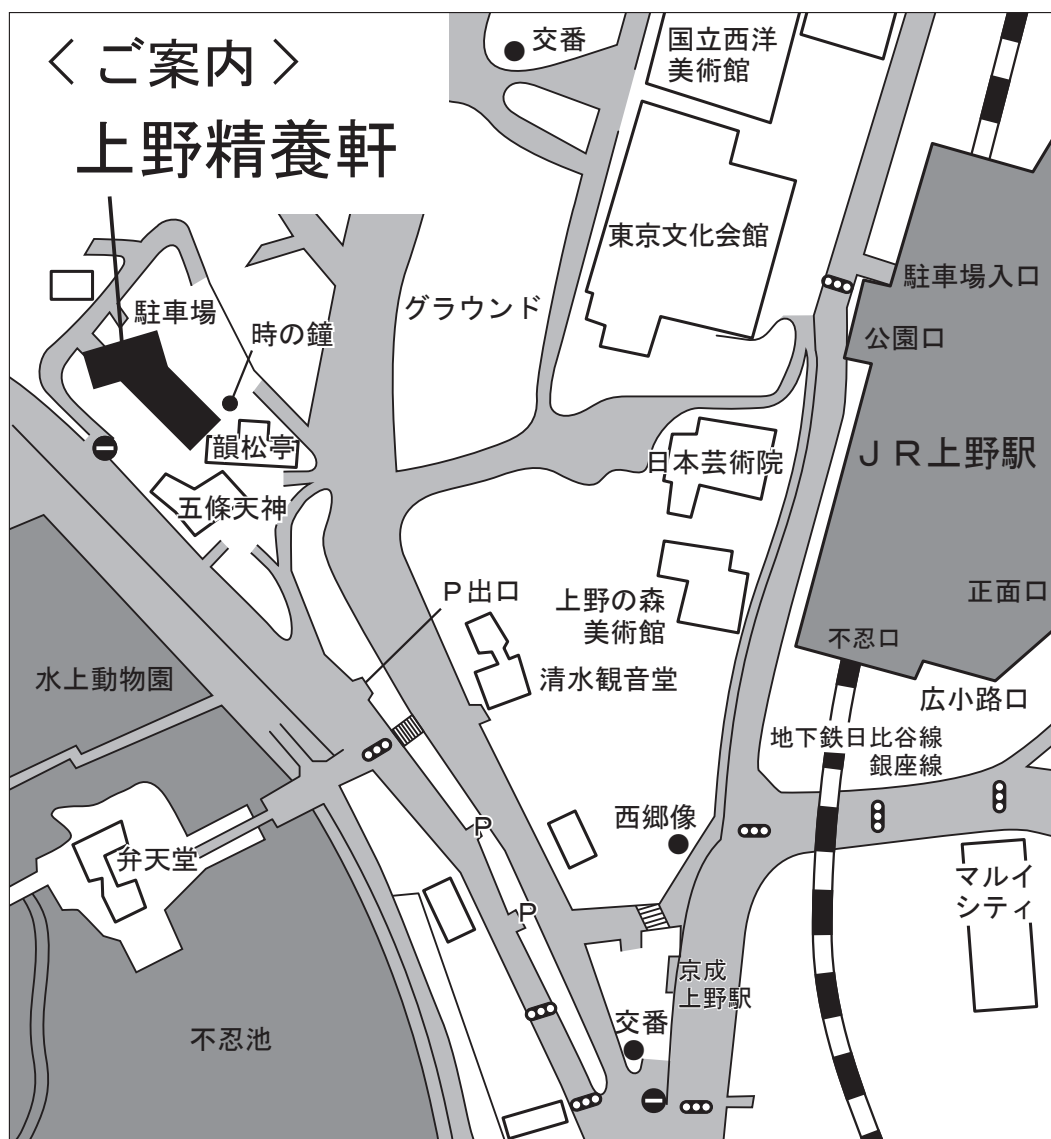 〈ご案内〉
上野精養軒
交番
国立西洋
美術館
東京文化会館
駐車場入口
公園口
グラウンド
駐車場
時の鐘
韻松亭
五條天神
日本芸術院
JR上野駅
正面口
不忍口
広小路口
P出口
上野の森
美術館
清水観音堂
水上動物園
地下鉄日比谷線
銀座線
西郷像
P
P
弁天堂
マルイ
シティ
京成
上野駅
交番
不忍池